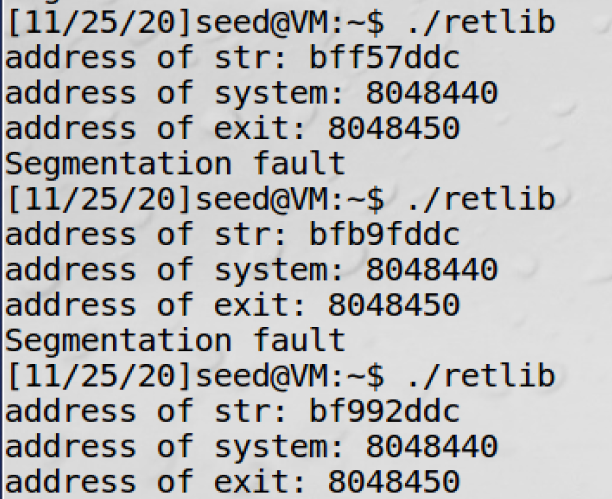 [11/25/20]seed@VM:~$ ./retlib
address of str: bff57ddc
address of system: 8048440
address of exit: 8048450
Segmentation fault
[11/25/20]seed@VM:~$ ./retlib
address of str: bfb9fddc
address of system: 8048440
address of exit: 8048450
Segmentation fault
[11/25/20]seed@VM:~$ ./retlib
address of str: bf992ddc
address of system: 8048440
address of exit: 8048450